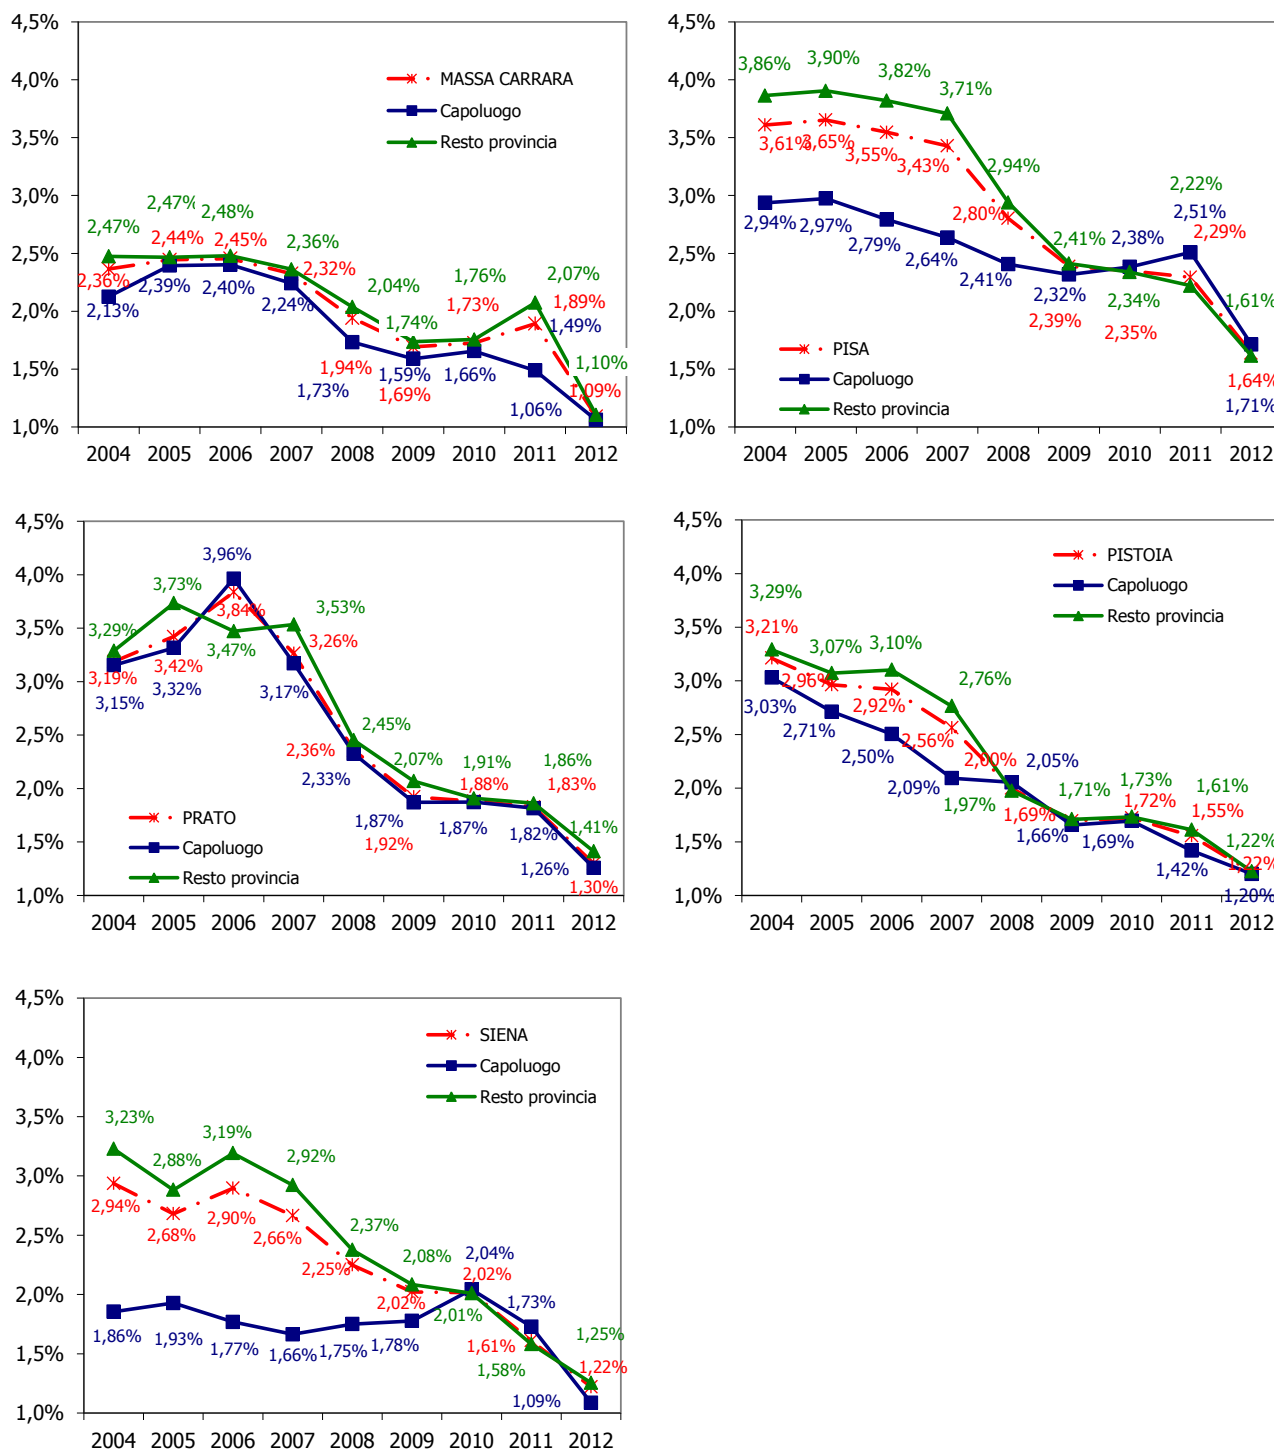 4,5%
4,0%
3,5%
3,0%
2,5%
2,0%
1,5%
1,0%
MASSA CARRARA
Capoluogo
Resto provincia
2,47% 2,47% 2,48% 2,36% 2,04% 1,74% 1,76% 2,07% 1,10%
2,36% 2,44% 2,45% 2,32% 1,94% 1,69% 1,73% 1,89% 1,09%
2,13% 2,39% 2,40% 2,24% 1,73% 1,59% 1,66% 1,49% 1,06%
2004 2005 2006 2007 2008 2009 2010 2011 2012
4,5%
4,0%
3,5%
3,0%
2,5%
2,0%
1,5%
1,0%
3,86% 3,90% 3,82% 3,71% 2,94% 2,41% 2,34% 2,22% 1,61%
3,61% 3,65% 3,55% 3,43% 2,80% 2,39% 2,35% 2,29% 1,64%
2,94% 2,97% 2,79% 2,64% 2,41% 2,32% 2,38% 2,51% 1,71%
PISA
Capoluogo
Resto provincia
2004 2005 2006 2007 2008 2009 2010 2011 2012
4,5%
4,0%
3,5%
3,0%
2,5%
2,0%
1,5%
1,0%
3,29% 3,73% 3,47% 3,53% 2,45% 2,07% 1,91% 1,86% 1,41%
3,19% 3,42% 3,84% 3,26% 2,36% 1,92% 1,88% 1,83% 1,30%
3,15% 3,32% 3,96% 3,17% 2,33% 1,87% 1,87% 1,82% 1,26%
PRATO
Capoluogo
Resto provincia
2004 2005 2006 2007 2008 2009 2010 2011 2012
4,5%
4,0%
3,5%
3,0%
2,5%
2,0%
1,5%
1,0%
PISTOIA
Capoluogo
Resto provincia
3,29% 3,07% 3,10% 2,76% 1,97% 1,71% 1,73% 1,61% 1,22%
3,21% 2,96% 2,92% 2,56% 2,00% 1,69% 1,72% 1,55% 1,22%
3,03% 2,71% 2,50% 2,09% 2,05% 1,66% 1,69% 1,42% 1,20%
2004 2005 2006 2007 2008 2009 2010 2011 2012
4,5%
4,0%
3,5%
3,0%
2,5%
2,0%
1,5%
1,0%
SIENA
Capoluogo
Resto provincia
3,23% 2,88% 3,19% 2,92% 2,37% 2,08% 2,01% 1,58% 1,25%
2,94% 2,68% 2,90% 2,66% 2,25% 2,02% 2,02% 1,61% 1,22%
1,86% 1,93% 1,77% 1,66% 1,75% 1,78% 2,04% 1,73% 1,09%
2004 2005 2006 2007 2008 2009 2010 2011 2012